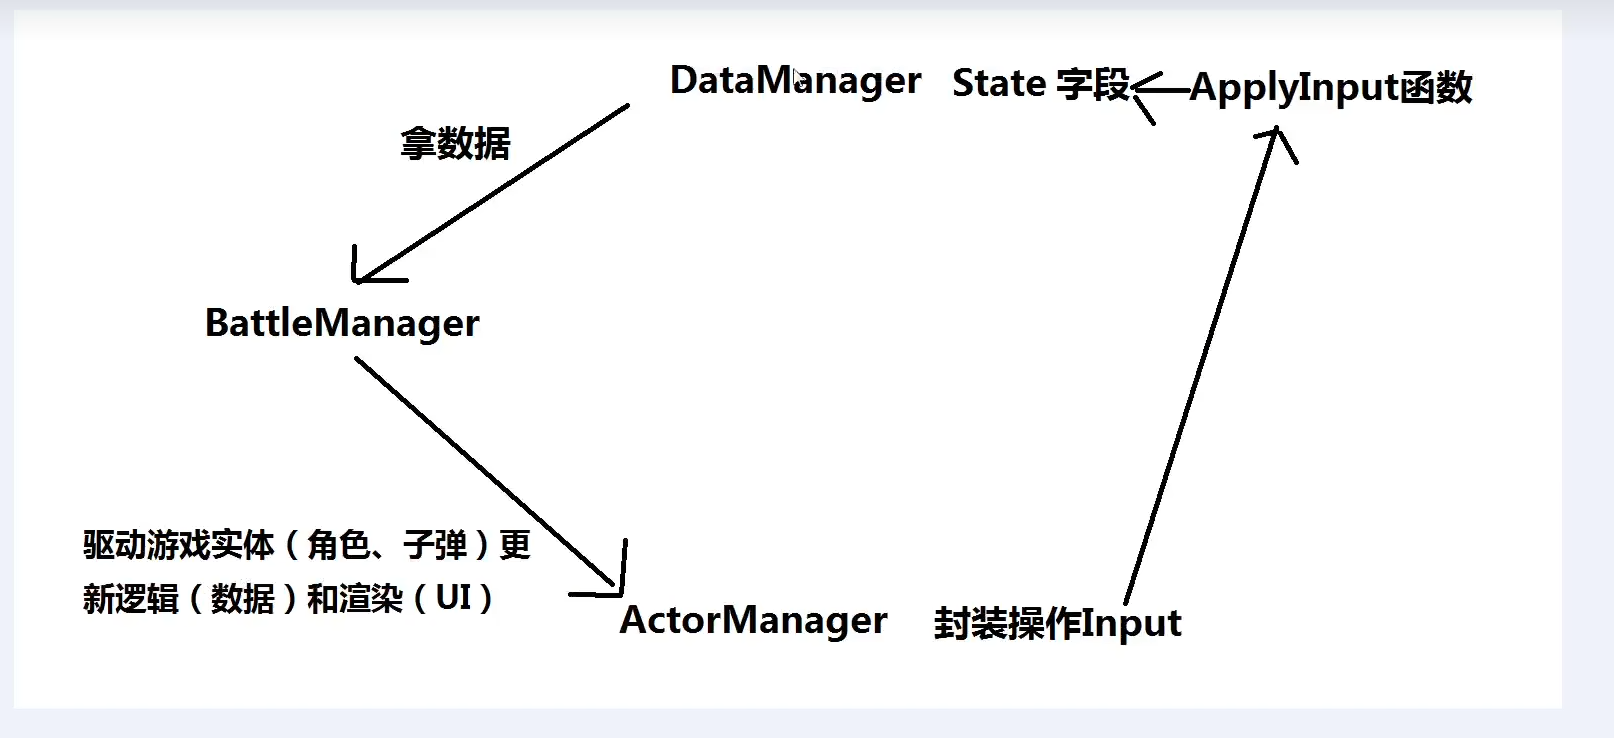 DataManager State 字段 ApplyInput函数
拿数据
BattleManager
驱动游戏实体（角色、子弹）更
新逻辑（数据）和渲染（UI）
ActorManager 封装操作Input